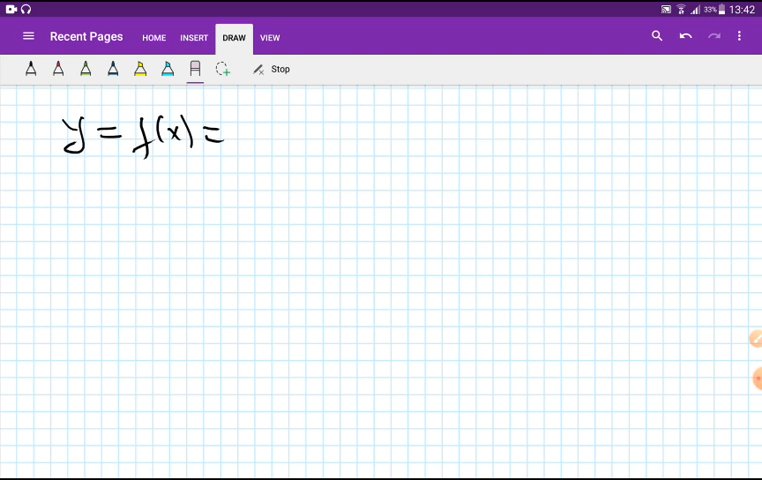 33% 13:42
Recent Pages HOME INSERT DRAW VIEW
Stop
y = f(x) =